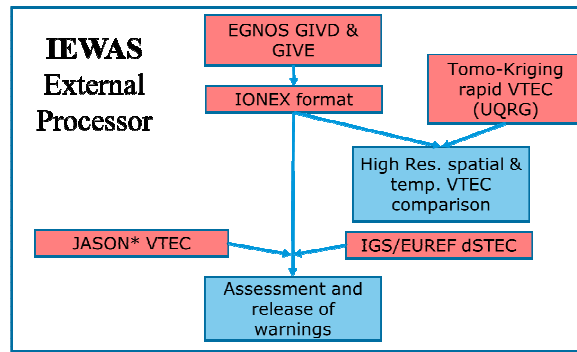 IEWAS
External
Processor
EGNOS GIVD &
GIVE
IONEX format
Tomo-Kriging
rapid VTEC
(UQRG)
High Res. spatial &
temp. VTEC
comparison
JASON* VTEC
IGS/EUREF dSTEC
Assessment and
release of
warnings